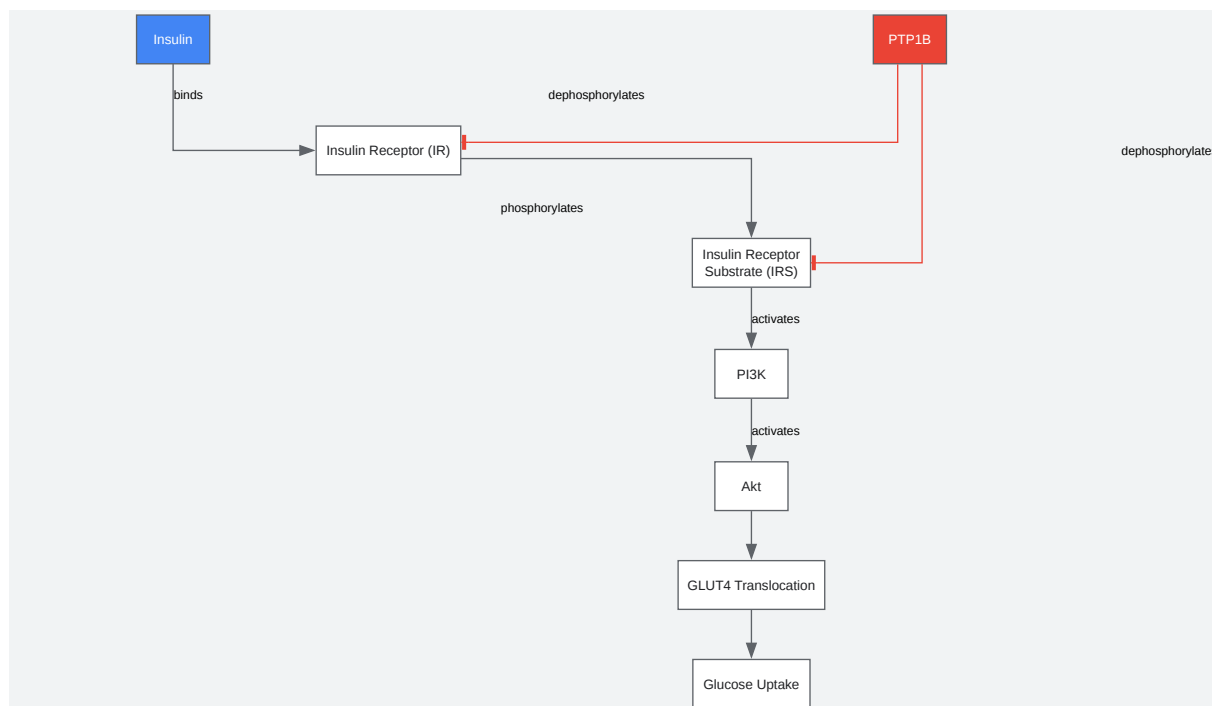 Insulin
PTP1B
binds
dephosphorylates
Insulin Receptor (IR)
dephosphorylates
phosphorylates
Insulin Receptor
Substrate (IRS)
activates
PI3K
activates
Akt
GLUT4 Translocation
Glucose Uptake